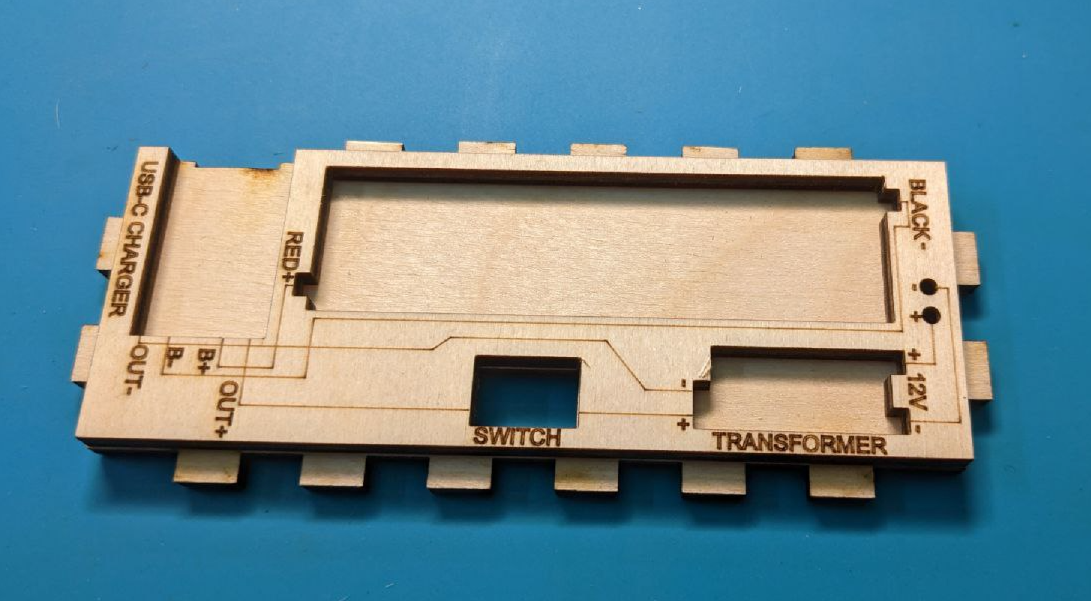 USB-C CHARGER
RED+
BLACK-
-
+
OUT-
B-
B+
OUT+
SWITCH
-
+
TRANSFORMER
+
12V
-